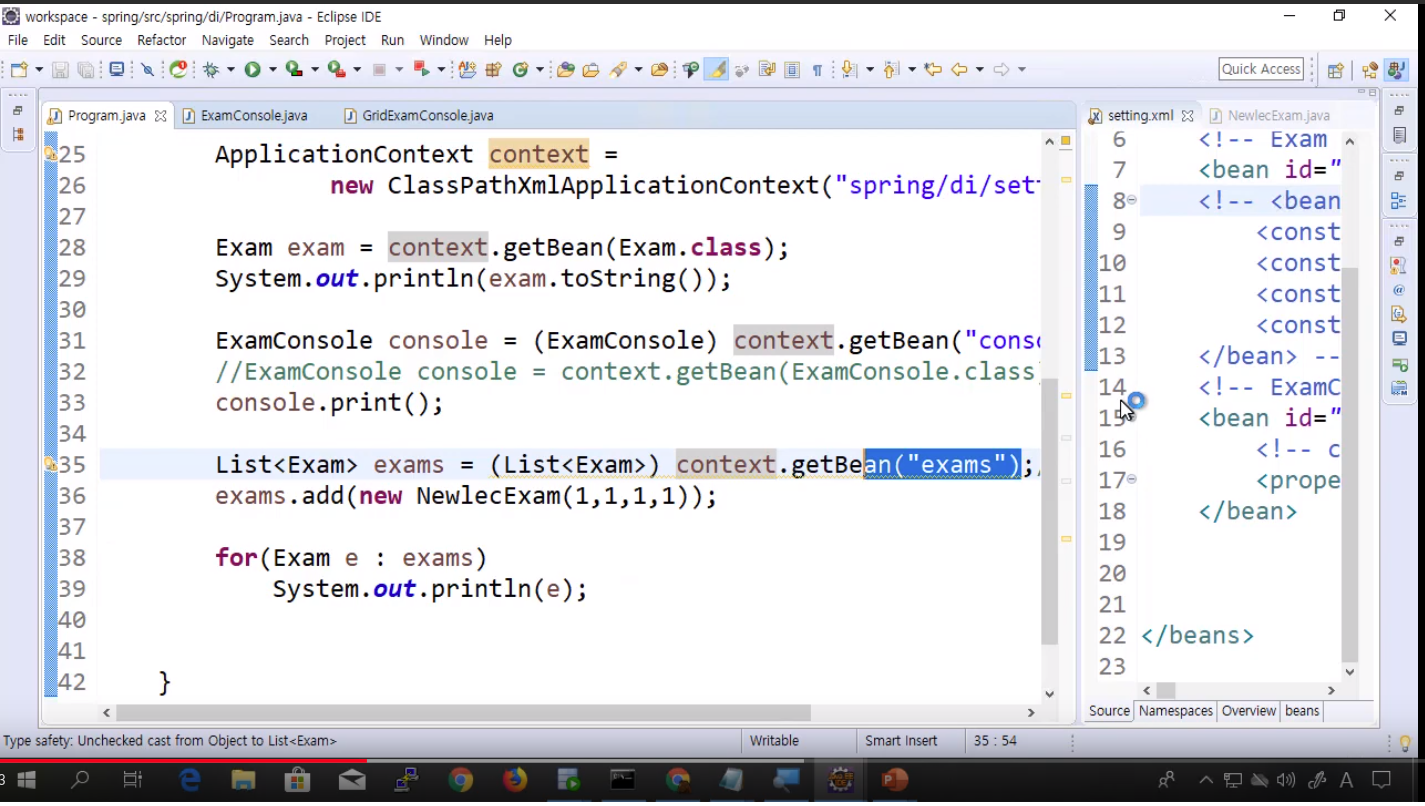 workspace - spring/src/spring/di/Program.java - Eclipse IDE
File Edit Source Refactor Navigate Search Project Run Window Help
Quick Access
Program.java ExamConsole.java GridExamConsole.java
25 ApplicationContext context =
26 new ClassPathXmlApplicationContext("spring/di/sett
27
28 Exam exam = context.getBean(Exam.class);
29 System.out.println(exam.toString());
30
31 ExamConsole console = (ExamConsole) context.getBean("conso
32 //ExamConsole console = context.getBean(ExamConsole.class)
33 console.print();
34
35 List<Exam> exams = (List<Exam>) context.getBean("exams");/
36 exams.add(new NewlecExam(1,1,1,1));
37
38 for(Exam e : exams)
39 System.out.println(e);
40
41
42 }
setting.xml NewlecExam.java
6 <!-- Exam
7 <bean id="
8 <!-- <bean
9 <const
10 <const
11 <const
12 <const
13 </bean> --
14 <!-- ExamC
15 <bean id="
16 <!-- c
17 <prope
18 </bean>
19
20
21
22 </beans>
23
Source Namespaces Overview beans
Type safety: Unchecked cast from Object to List<Exam>
Writable Smart Insert 35 : 54
3
A